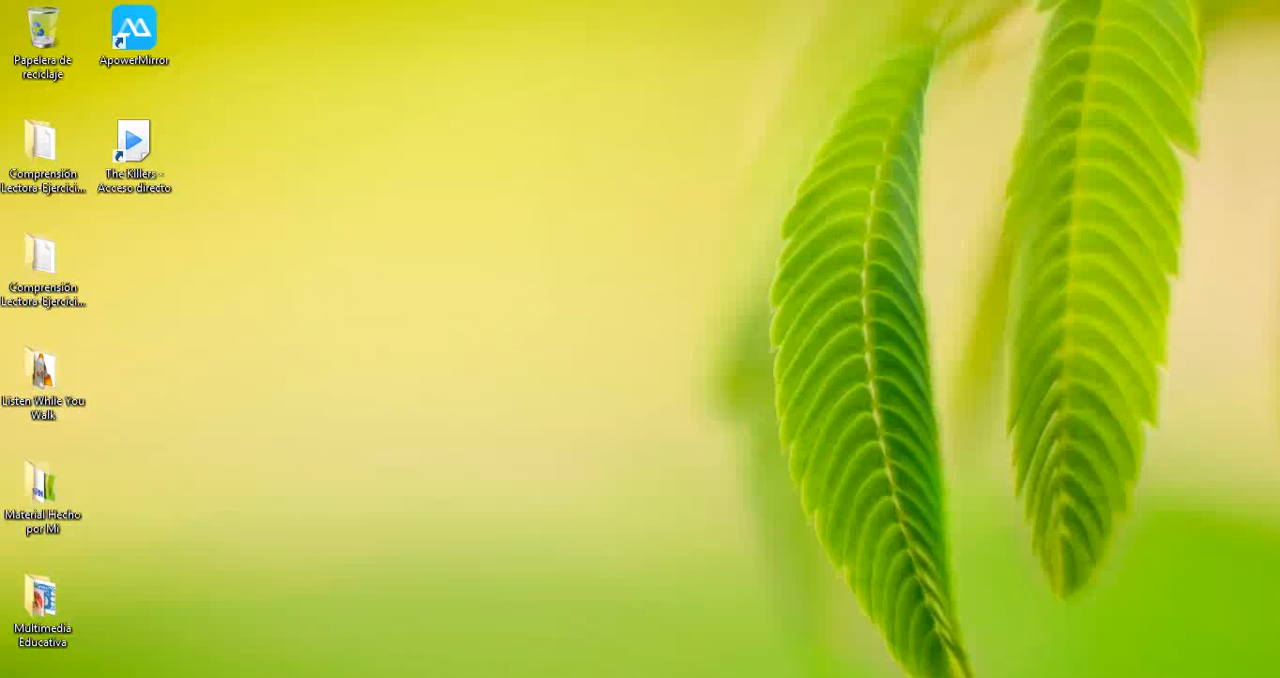 Papelera de
reciclaje
ApowerMirror
Comprensión
Lectora-Ejercici...
The Killers -
Acceso directo
Comprensión
Lectora-Ejercici...
Listen While You
Walk
Material Hecho
por Mi
Multimedia
Educativa